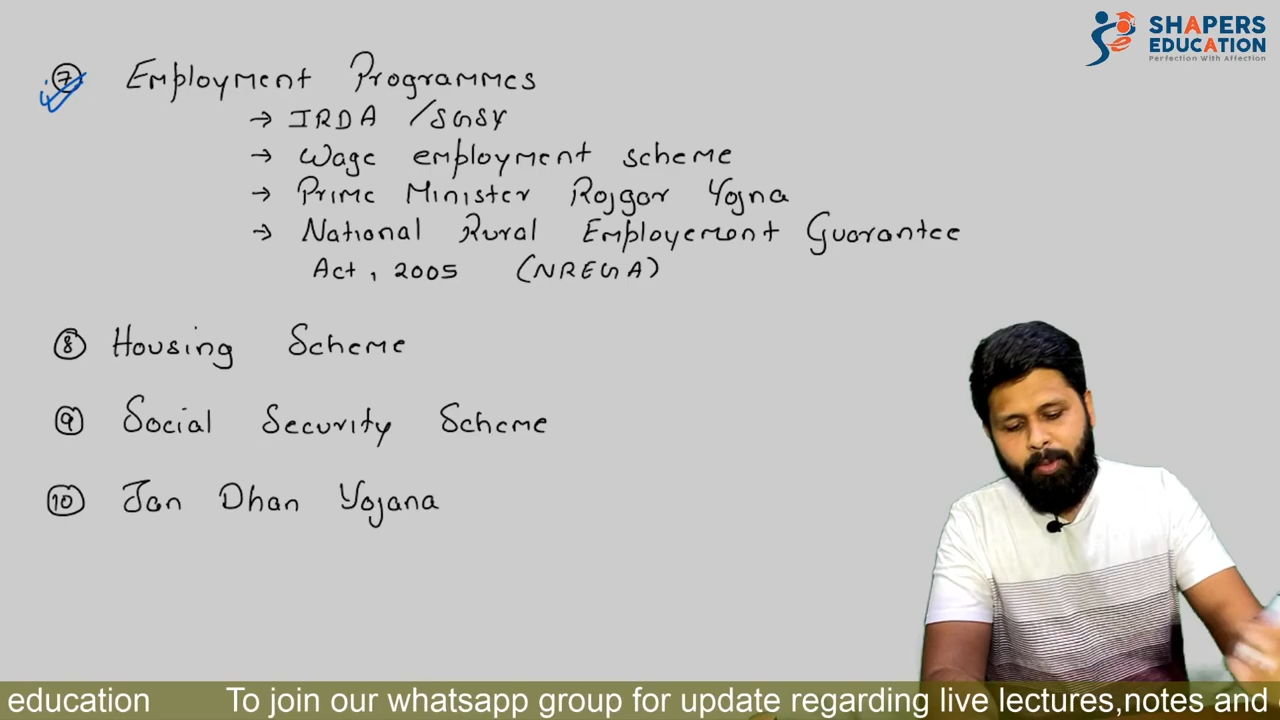 SHAPERS
EDUCATION
Perfection With Affection
⑦ Employment Programmes
→ IRDA / SGSY
→ Wage employment scheme
→ Prime Minister Rojgar Yojna
→ National Rural Employement Guarantee
Act, 2005 (NREGA)
⑧ Housing Scheme
⑨ Social Security Scheme
⑩ Jan Dhan Yojana
education To join our whatsapp group for update regarding live lectures,notes and